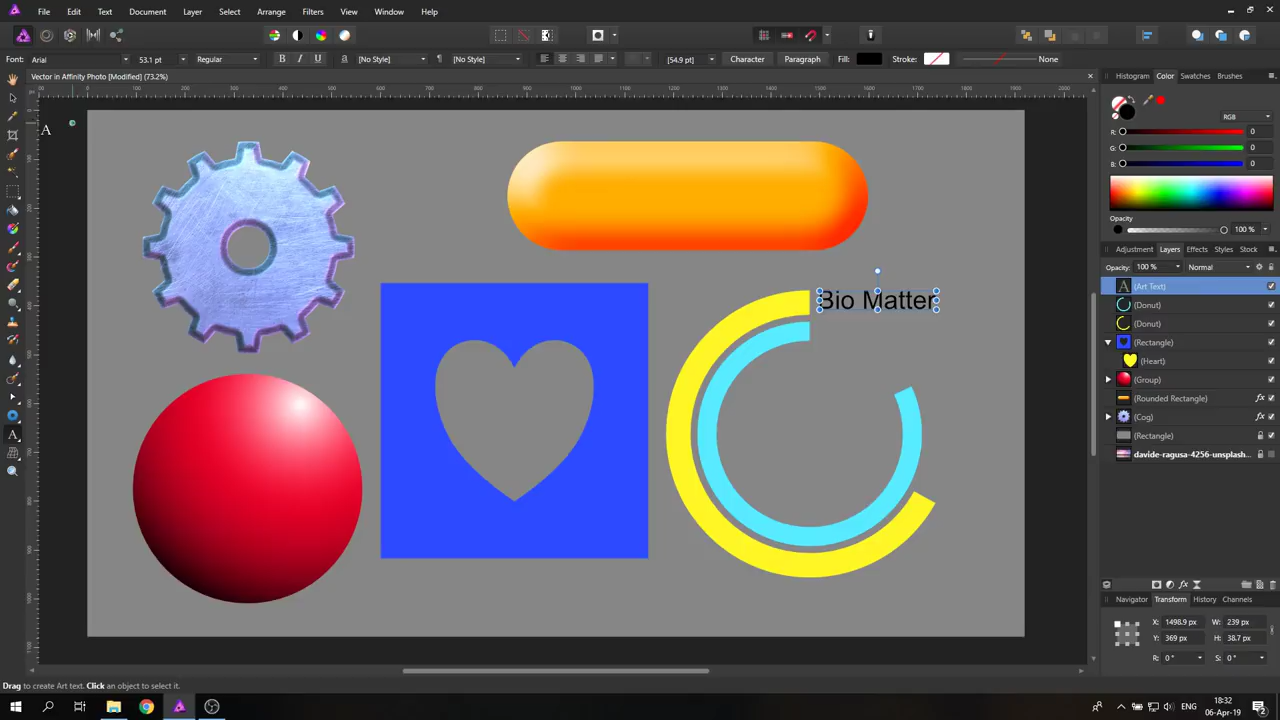 File Edit Text Document Layer Select Arrange Filters View Window Help
Font: Arial 53.1 pt Regular B I U [No Style] [No Style] [54.9 pt] Character Paragraph Fill: Stroke: None
Vector in Affinity Photo [Modified] (73.2%)
Histogram Color Swatches Brushes
RGB
R: 0
G: 0
B: 0
Opacity
100 %
Adjustment Layers Effects Styles Stock
Opacity: 100 % Normal
A (Art Text)
(Donut)
(Donut)
(Rectangle)
(Heart)
(Group)
(Rounded Rectangle) fx
(Cog) fx
(Rectangle)
davide-ragusa-4256-unsplash...
Bio Matter
Navigator Transform History Channels
X: 1498.9 px W: 239 px
Y: 369 px H: 38.7 px
R: 0 ° S: 0 °
Drag to create Art text. Click an object to select it.
ENG
18:32
06-Apr-19